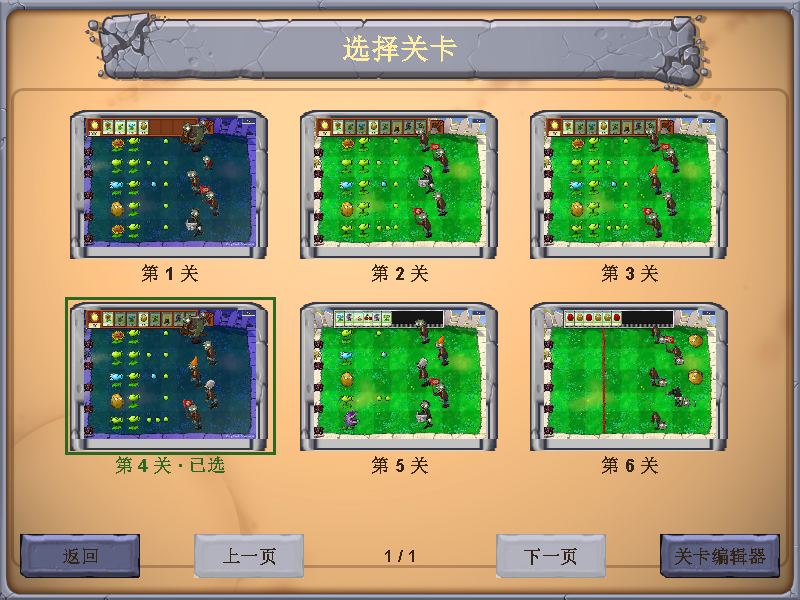 选择关卡
第 1 关
第 2 关
第 3 关
第 4 关 · 已选
第 5 关
第 6 关
返回
上一页
1 / 1
下一页
关卡编辑器